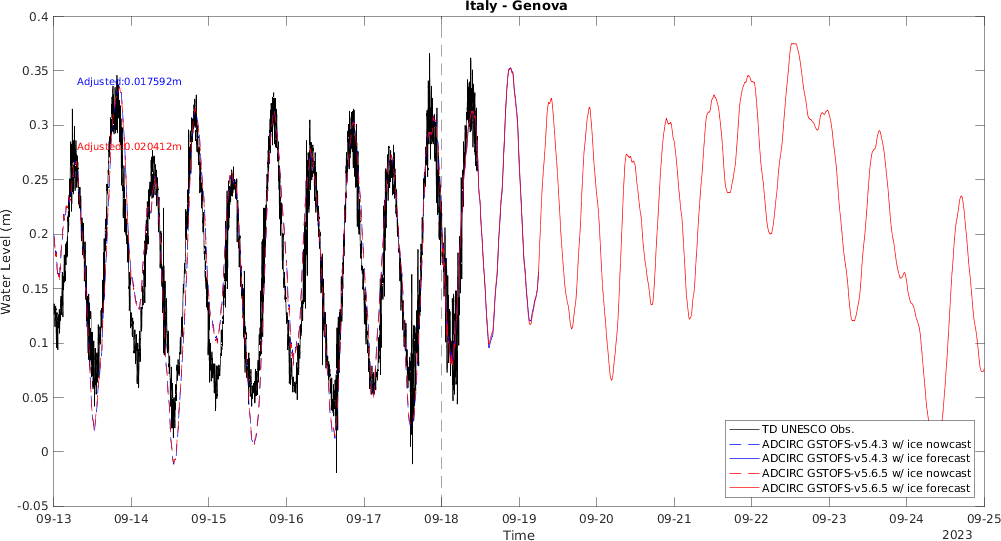 Italy - Genova
0.4
0.35
0.3
0.25
0.2
0.15
0.1
0.05
0
-0.05
Water Level (m)
Adjusted:0.017592m
Adjusted:0.020412m
TD UNESCO Obs.
ADCIRC GSTOFS-v5.4.3 w/ ice nowcast
ADCIRC GSTOFS-v5.4.3 w/ ice forecast
ADCIRC GSTOFS-v5.6.5 w/ ice nowcast
ADCIRC GSTOFS-v5.6.5 w/ ice forecast
09-13 09-14 09-15 09-16 09-17 09-18 09-19 09-20 09-21 09-22 09-23 09-24 09-25
Time
2023